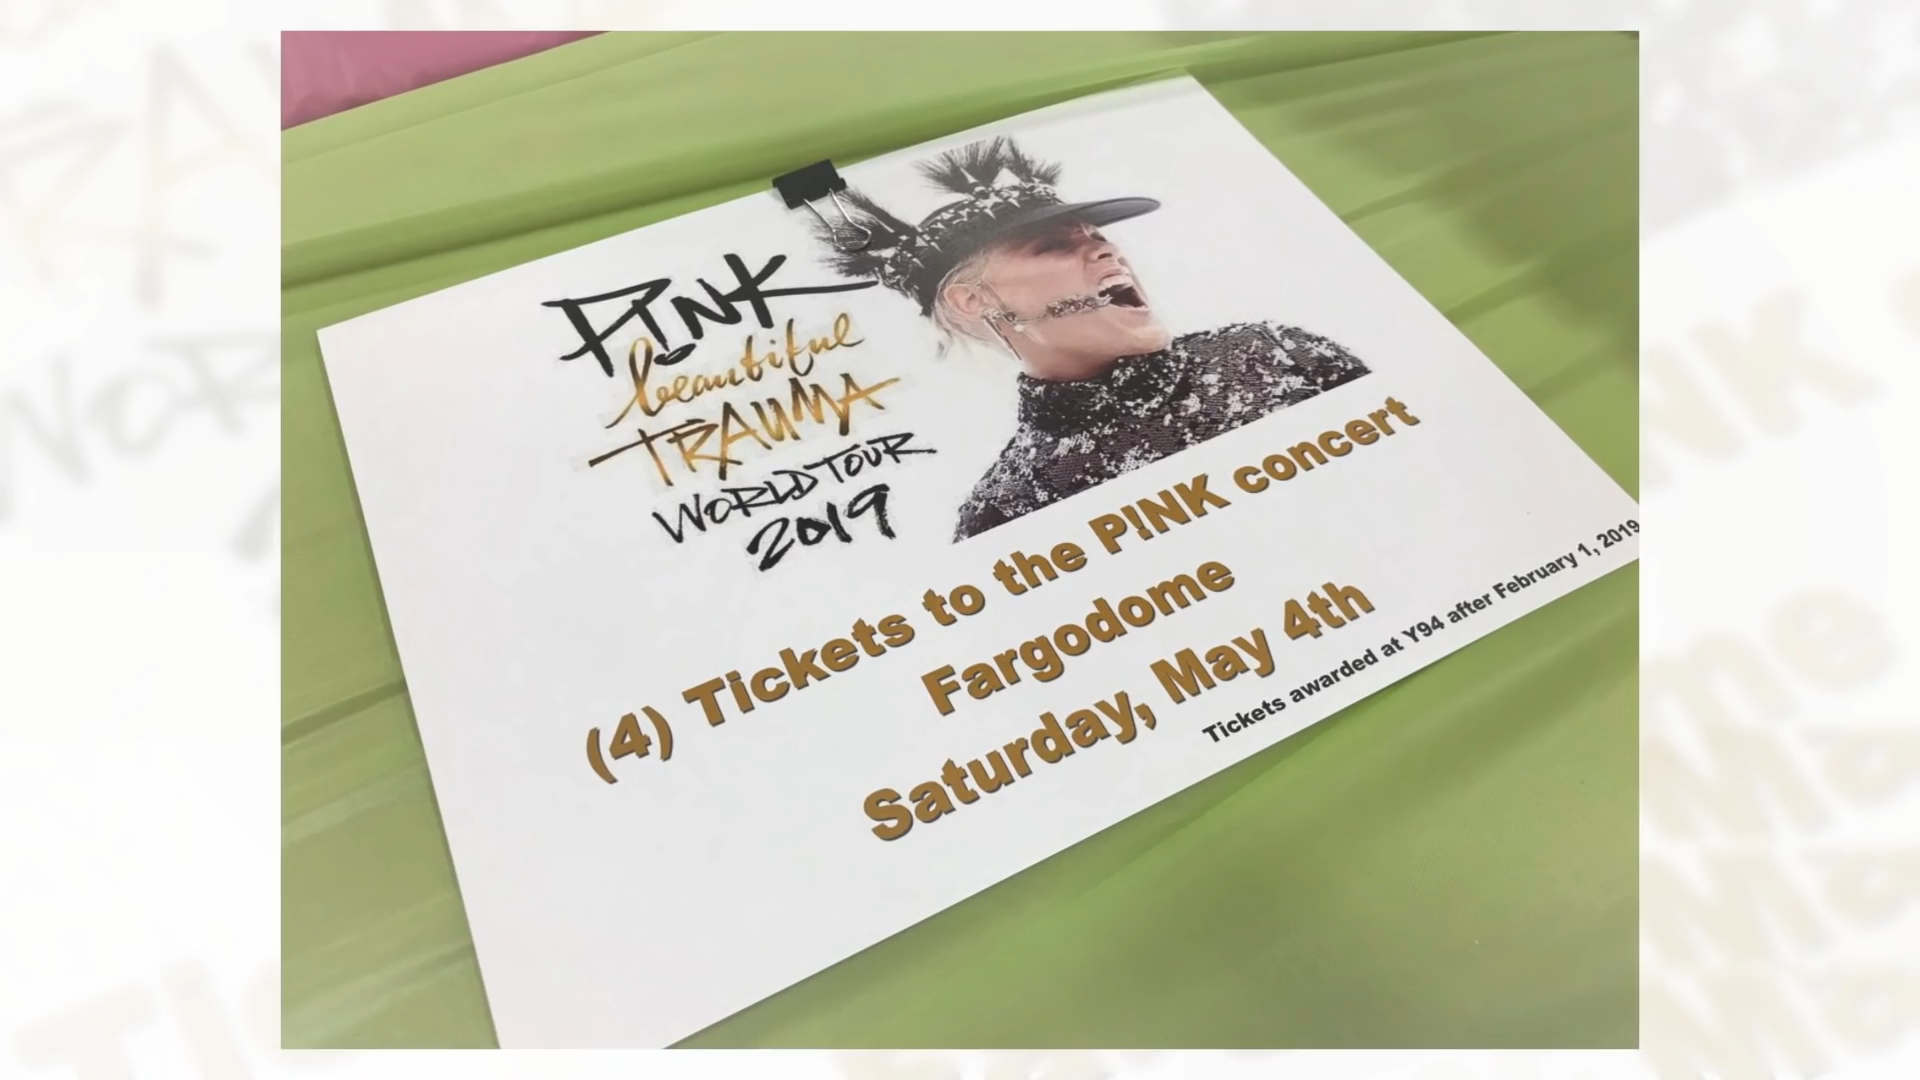 P!NK
beautiful
TRAUMA
WORLD TOUR
2019
(4) Tickets to the P!NK concert
Fargodome
Saturday, May 4th
Tickets awarded at Y94 after February 1, 2019